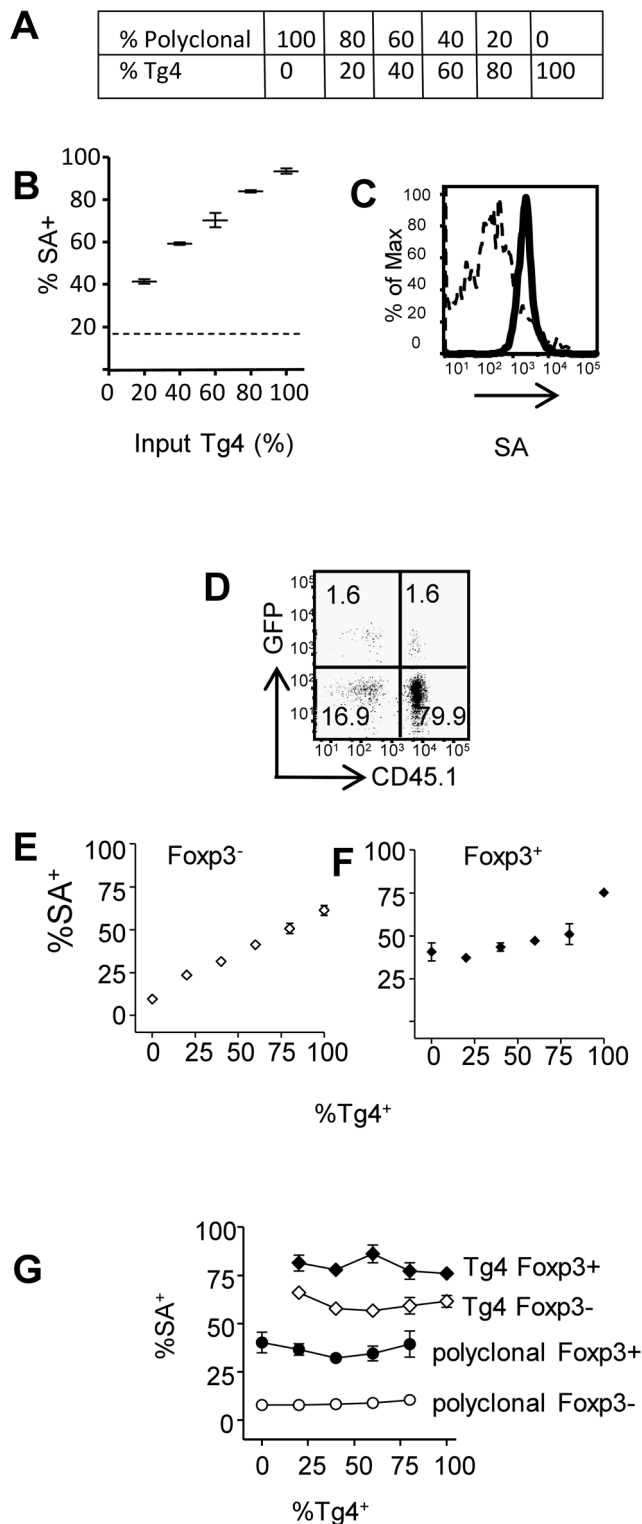 A
% Polyclonal 100 80 60 40 20 0
% Tg4 0 20 40 60 80 100
B
% SA+
100
80
60
40
20
0 20 40 60 80 100
Input Tg4 (%)
C
% of Max
100
80
60
40
20
0
10¹ 10² 10³ 10⁴ 10⁵
SA
D
GFP
10⁵
10⁴
10³
10²
10¹
1.6 1.6
16.9 79.9
10¹ 10² 10³ 10⁴ 10⁵
CD45.1
E
Foxp3⁻
%SA⁺
100
75
50
25
0
0 25 50 75 100
F
Foxp3⁺
100
75
50
25
0 25 50 75 100
%Tg4⁺
G
%SA⁺
100
75
50
25
0
Tg4 Foxp3+
Tg4 Foxp3-
polyclonal Foxp3+
polyclonal Foxp3-
0 25 50 75 100
%Tg4⁺